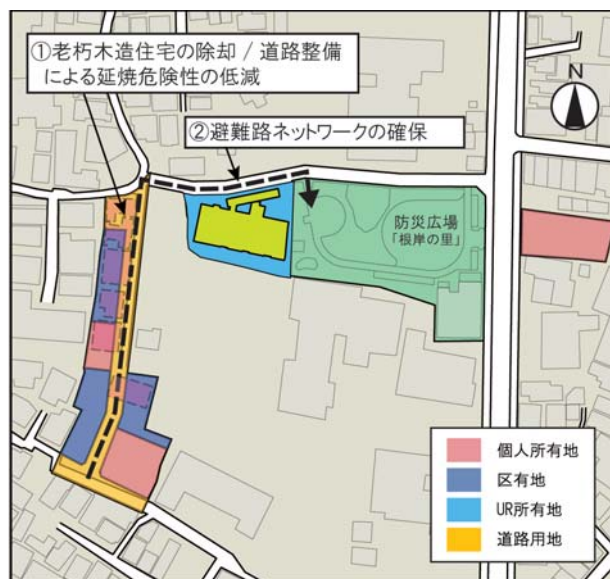 ①老朽木造住宅の除却 / 道路整備
による延焼危険性の低減
②避難路ネットワークの確保
N
防災広場
「根岸の里」
個人所有地
区有地
UR所有地
道路用地